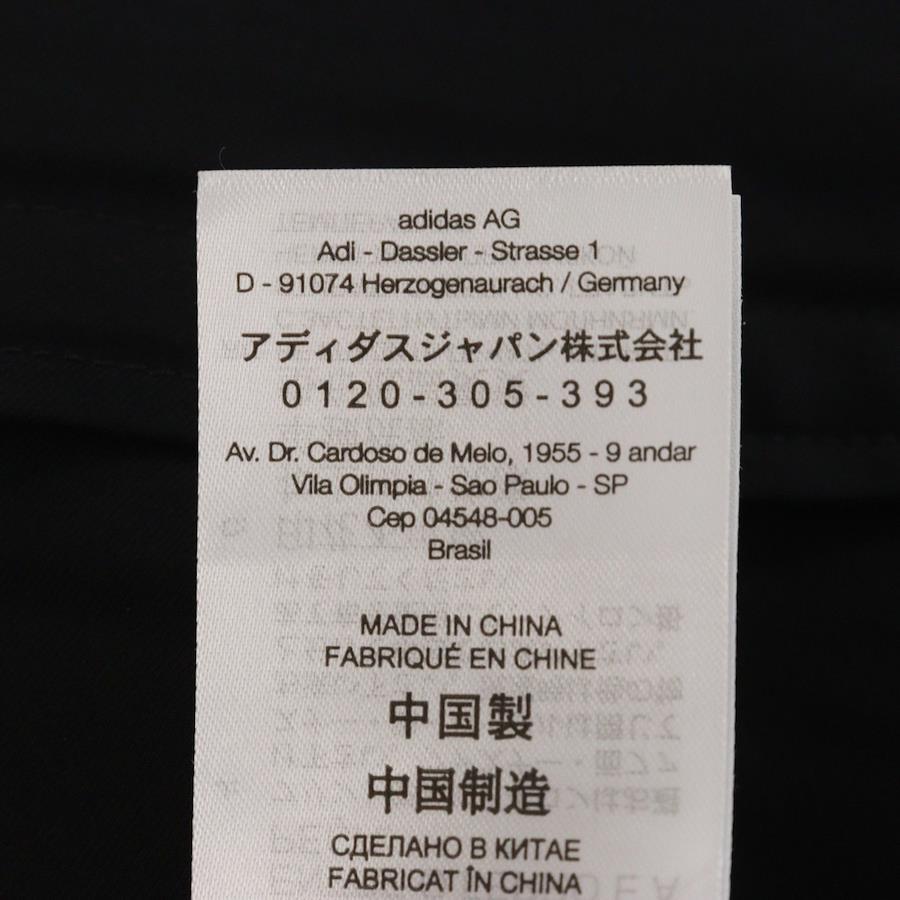 adidas AG
Adi - Dassler - Strasse 1
D - 91074 Herzogenaurach / Germany
アディダスジャパン株式会社
0120-305-393
Av. Dr. Cardoso de Melo, 1955 - 9 andar
Vila Olimpia - Sao Paulo - SP
Cep 04548-005
Brasil
MADE IN CHINA
FABRIQUÉ EN CHINE
中国製
中国制造
СДЕЛАНО В КИТАЕ
FABRICAT ÎN CHINA